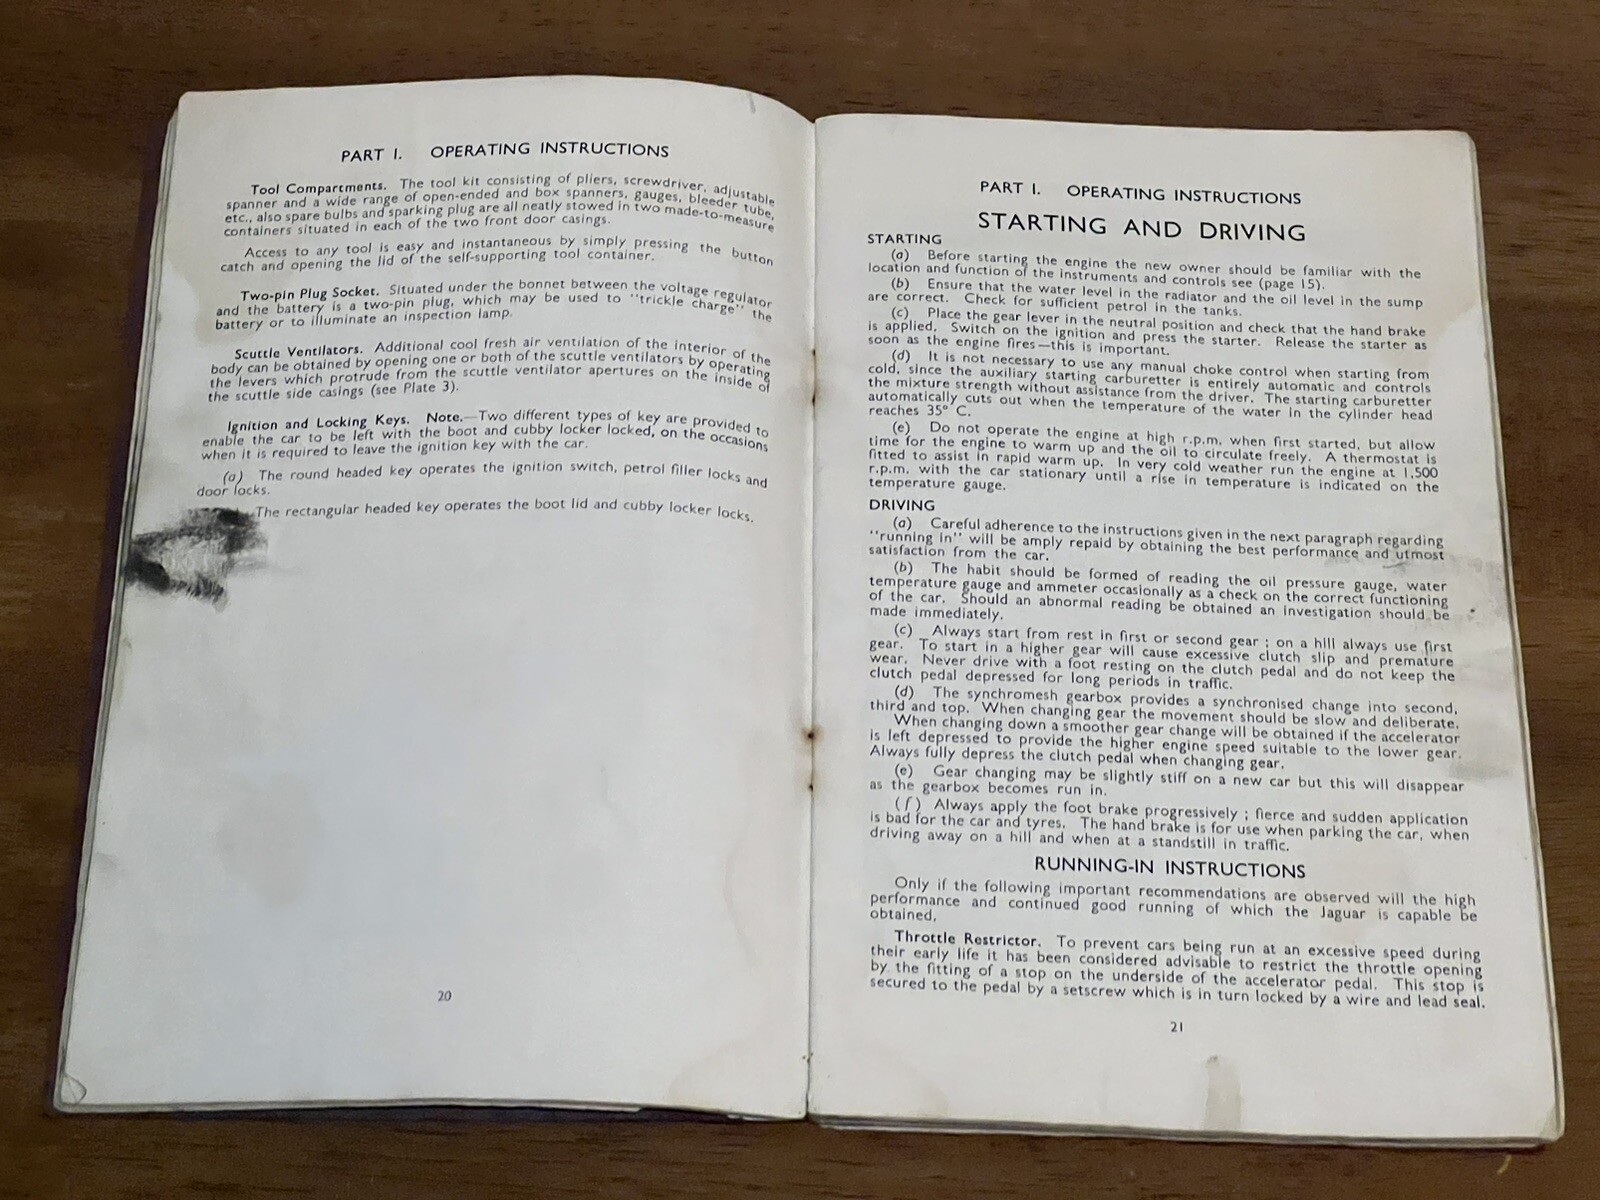 PART I. OPERATING INSTRUCTIONS
Tool Compartments. The tool kit consisting of pliers, screwdriver, adjustable
spanner and a wide range of open-ended and box spanners, gauges, bleeder tube,
etc., also spare bulbs and sparking plug are all neatly stowed in two made-to-measure
containers situated in each of the two front door casings.
Access to any tool is easy and instantaneous by simply pressing the button
catch and opening the lid of the self-supporting tool container.
Two-pin Plug Socket. Situated under the bonnet between the voltage regulator
and the battery is a two-pin plug, which may be used to "trickle charge" the
battery or to illuminate an inspection lamp.
Scuttle Ventilators. Additional cool fresh air ventilation of the interior of the
body can be obtained by opening one or both of the scuttle ventilators by operating
the levers which protrude from the scuttle ventilator apertures on the inside of
the scuttle side casings (see Plate 3).
Ignition and Locking Keys. Note.—Two different types of key are provided to
enable the car to be left with the boot and cubby locker locked, on the occasions
when it is required to leave the ignition key with the car.
(a) The round headed key operates the ignition switch, petrol filler locks and
door locks.
The rectangular headed key operates the boot lid and cubby locker locks.
20
PART I. OPERATING INSTRUCTIONS
STARTING AND DRIVING
STARTING
(a) Before starting the engine the new owner should be familiar with the
location and function of the instruments and controls see (page 15).
(b) Ensure that the water level in the radiator and the oil level in the sump
are correct. Check for sufficient petrol in the tanks.
(c) Place the gear lever in the neutral position and check that the hand brake
is applied. Switch on the ignition and press the starter. Release the starter as
soon as the engine fires—this is important.
(d) It is not necessary to use any manual choke control when starting from
cold, since the auxiliary starting carburetter is entirely automatic and controls
the mixture strength without assistance from the driver. The starting carburetter
automatically cuts out when the temperature of the water in the cylinder head
reaches 35° C.
(e) Do not operate the engine at high r.p.m. when first started, but allow
time for the engine to warm up and the oil to circulate freely. A thermostat is
fitted to assist in rapid warm up. In very cold weather run the engine at 1,500
r.p.m. with the car stationary until a rise in temperature is indicated on the
temperature gauge.
DRIVING
(a) Careful adherence to the instructions given in the next paragraph regarding
"running in" will be amply repaid by obtaining the best performance and utmost
satisfaction from the car.
(b) The habit should be formed of reading the oil pressure gauge, water
temperature gauge and ammeter occasionally as a check on the correct functioning
of the car. Should an abnormal reading be obtained an investigation should be
made immediately.
(c) Always start from rest in first or second gear ; on a hill always use first
gear. To start in a higher gear will cause excessive clutch slip and premature
wear. Never drive with a foot resting on the clutch pedal and do not keep the
clutch pedal depressed for long periods in traffic.
(d) The synchromesh gearbox provides a synchronised change into second,
third and top. When changing gear the movement should be slow and deliberate.
When changing down a smoother gear change will be obtained if the accelerator
is left depressed to provide the higher engine speed suitable to the lower gear.
Always fully depress the clutch pedal when changing gear.
(e) Gear changing may be slightly stiff on a new car but this will disappear
as the gearbox becomes run in.
(f) Always apply the foot brake progressively ; fierce and sudden application
is bad for the car and tyres. The hand brake is for use when parking the car, when
driving away on a hill and when at a standstill in traffic.
RUNNING-IN INSTRUCTIONS
Only if the following important recommendations are observed will the high
performance and continued good running of which the Jaguar is capable be
obtained.
Throttle Restrictor. To prevent cars being run at an excessive speed during
their early life it has been considered advisable to restrict the throttle opening
by the fitting of a stop on the underside of the accelerator pedal. This stop is
secured to the pedal by a setscrew which is in turn locked by a wire and lead seal.
21